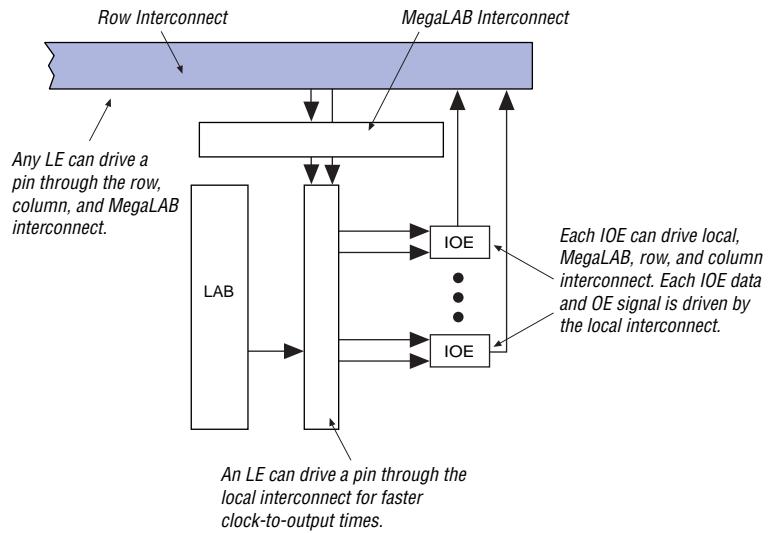 Row Interconnect
MegaLAB Interconnect
Any LE can drive a
pin through the row,
column, and MegaLAB
interconnect.
LAB
IOE
IOE
Each IOE can drive local,
MegaLAB, row, and column
interconnect. Each IOE data
and OE signal is driven by
the local interconnect.
An LE can drive a pin through the
local interconnect for faster
clock-to-output times.